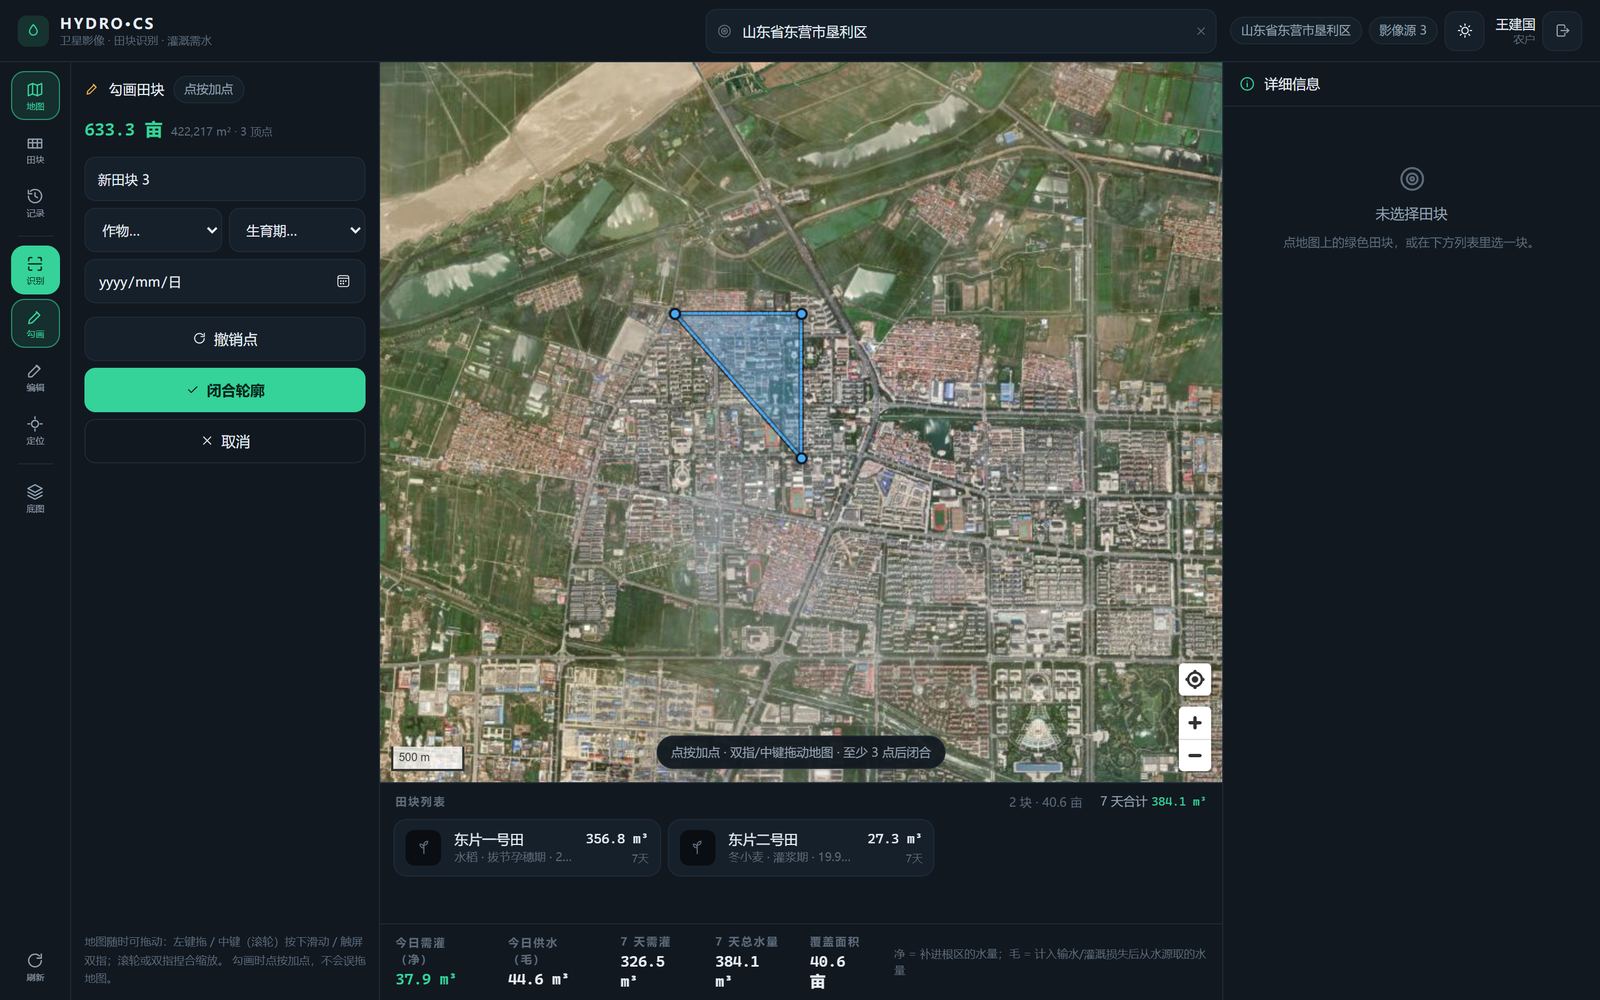 HYDRO•CS
卫星影像 · 田块识别 · 灌溉需水
山东省东营市垦利区
山东省东营市垦利区
影像源 3
王建国
农户
地图
田块
记录
识别
勾画
编辑
定位
底图
刷新
勾画田块
点按加点
633.3 亩 422,217 m² · 3 顶点
新田块 3
作物...
生育期...
yyyy/mm/日
撤销点
闭合轮廓
取消
地图随时可拖动：左键拖 / 中键（滚轮）按下滑动 / 触屏
双指；滚轮或双指捏合缩放。 勾画时点按加点，不会误拖
地图。
500 m
点按加点 · 双指/中键拖动地图 · 至少 3 点后闭合
详细信息
未选择田块
点地图上的绿色田块，或在下方列表里选一块。
田块列表
2 块 · 40.6 亩
7 天合计 384.1 m³
东片一号田
356.8 m³
水稻 · 拔节孕穗期 · 2...
7天
东片二号田
27.3 m³
冬小麦 · 灌浆期 · 19.9...
7天
今日需灌
（净）
37.9 m³
今日供水
（毛）
44.6 m³
7 天需灌
326.5
m³
7 天总水量
384.1
m³
覆盖面积
40.6
亩
净 = 补进根区的水量；毛 = 计入输水/灌溉损失后从水源取的水
量